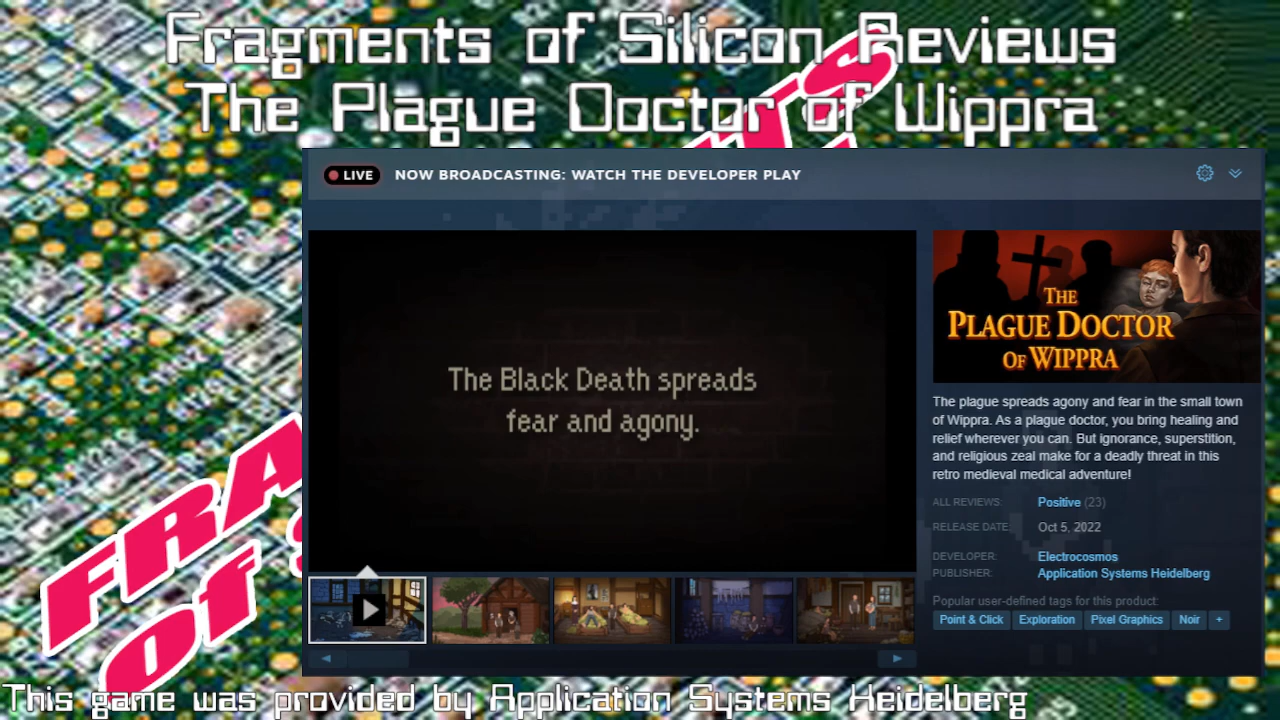 Fragments of Silicon Reviews
The Plague Doctor of Wippra
LIVE
NOW BROADCASTING: WATCH THE DEVELOPER PLAY
The Black Death spreads
fear and agony.
THE
PLAGUE DOCTOR
OF WIPPRA
The plague spreads agony and fear in the small town
of Wippra. As a plague doctor, you bring healing and
relief wherever you can. But ignorance, superstition,
and religious zeal make for a deadly threat in this
retro medieval medical adventure!
ALL REVIEWS: Positive (23)
RELEASE DATE: Oct 5, 2022
DEVELOPER: Electrocosmos
PUBLISHER: Application Systems Heidelberg
Popular user-defined tags for this product:
Point & Click Exploration Pixel Graphics Noir +
FRA
of
This game was provided by Application Systems Heidelberg